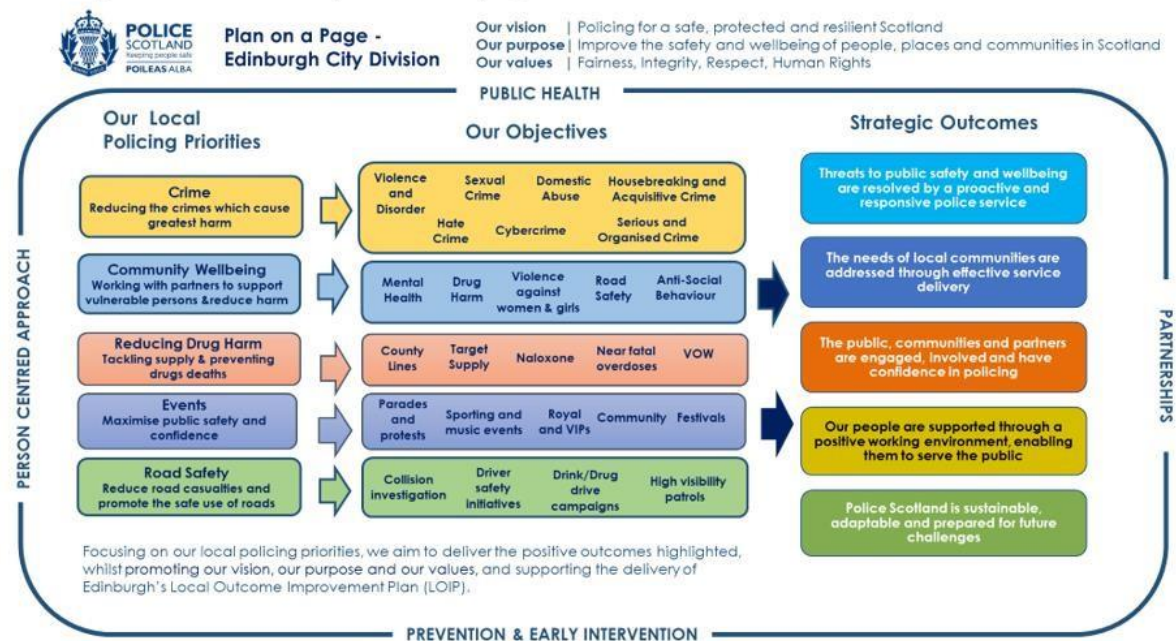 POLICE
SCOTLAND
Keeping people safe
POILEAS ALBA
Plan on a Page -
Edinburgh City Division
Our vision | Policing for a safe, protected and resilient Scotland
Our purpose | Improve the safety and wellbeing of people, places and communities in Scotland
Our values | Fairness, Integrity, Respect, Human Rights
PUBLIC HEALTH
PERSON CENTRED APPROACH
Our Local
Policing Priorities
Our Objectives
Strategic Outcomes
Crime
Reducing the crimes which cause
greatest harm
Violence
and
Disorder
Sexual
Crime
Domestic
Abuse
Housebreaking and
Acquisitive Crime
Hate
Crime
Cybercrime
Serious and
Organised Crime
Community Wellbeing
Working with partners to support
vulnerable persons &reduce harm
Mental
Health
Drug
Harm
Violence
against
women & girls
Road
Safety
Anti-Social
Behaviour
Reducing Drug Harm
Tackling supply & preventing
drugs deaths
County
Lines
Target
Supply
Naloxone
Near fatal
overdoses
VOW
Events
Maximise public safety and
confidence
Parades
and
protests
Sporting and
music events
Royal
and VIPs
Community
Festivals
Road Safety
Reduce road casualties and
promote the safe use of roads
Collision
investigation
Driver
safety
initiatives
Drink/Drug
drive
campaigns
High visibility
patrols
Threats to public safety and wellbeing
are resolved by a proactive and
responsive police service
The needs of local communities are
addressed through effective service
delivery
The public, communities and partners
are engaged, involved and have
confidence in policing
Our people are supported through a
positive working environment, enabling
them to serve the public
Police Scotland is sustainable,
adaptable and prepared for future
challenges
PARTNERSHIPS
Focusing on our local policing priorities, we aim to deliver the positive outcomes highlighted,
whilst promoting our vision, our purpose and our values, and supporting the delivery of
Edinburgh's Local Outcome Improvement Plan (LOIP).
PREVENTION & EARLY INTERVENTION